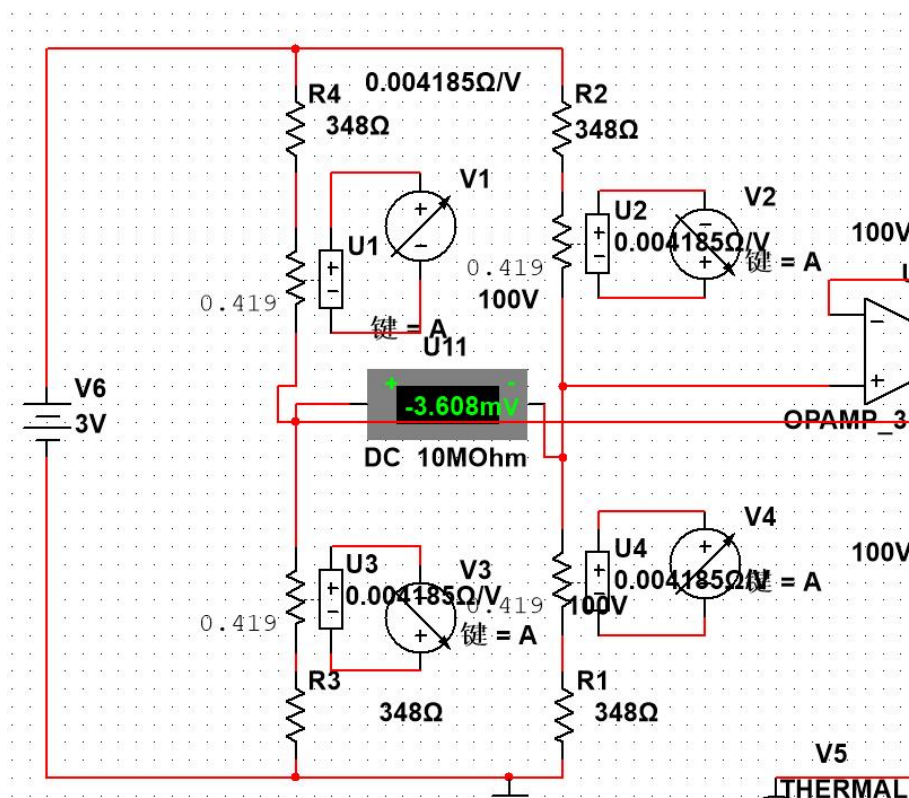 0.004185Ω/V
R4
348Ω
R2
348Ω
V1
+
−
U1
+
−
0.419
键 = A
V2
−
+
U2
+
−
0.004185Ω/V
键 = A
0.419
100V
100V
−
+
OPAMP_3
U11
+ -
-3.608mV
DC 10MOhm
V6
3V
U3
+
−
0.004185Ω/V
0.419
V3
+
键 = A
R3
348Ω
V4
+
U4
+
−
0.004185Ω/V
键 = A
0.419
100V
100V
R1
348Ω
V5
THERMAL